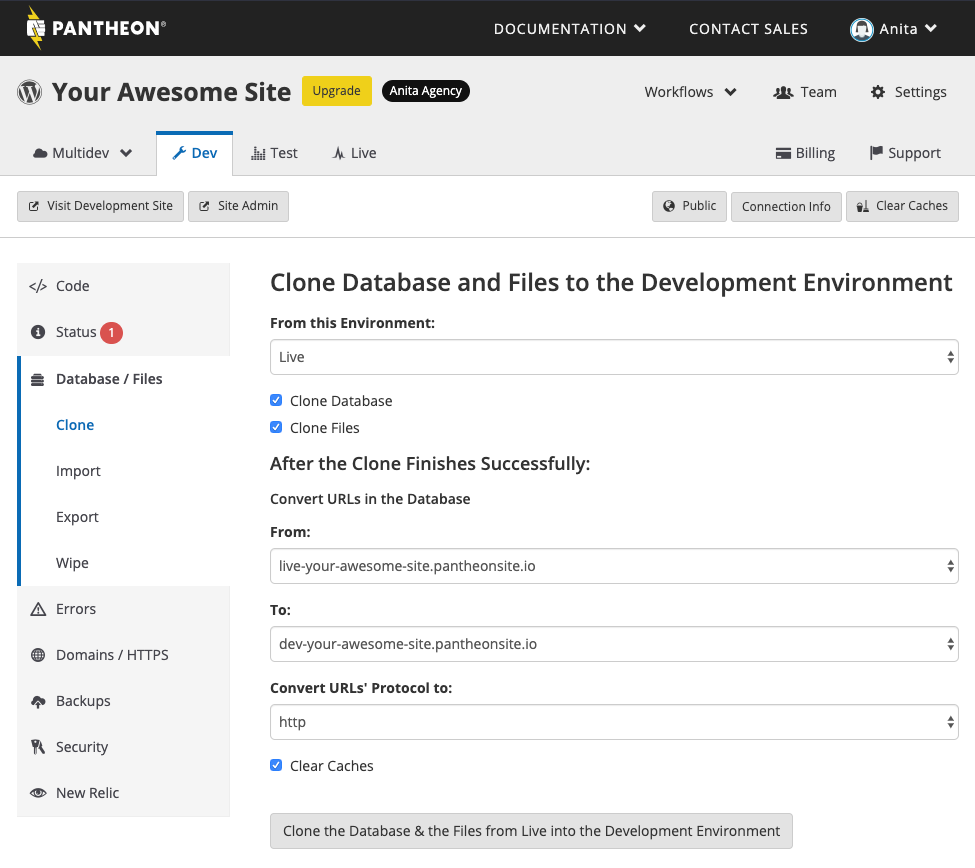 PANTHEON®
DOCUMENTATION
CONTACT SALES
Anita
Your Awesome Site
Upgrade
Anita Agency
Workflows
Team
Settings
Multidev
Dev
Test
Live
Billing
Support
Visit Development Site
Site Admin
Public
Connection Info
Clear Caches
</> Code
Status 1
Database / Files
Clone
Import
Export
Wipe
Errors
Domains / HTTPS
Backups
Security
New Relic
Clone Database and Files to the Development Environment
From this Environment:
Live
Clone Database
Clone Files
After the Clone Finishes Successfully:
Convert URLs in the Database
From:
live-your-awesome-site.pantheonsite.io
To:
dev-your-awesome-site.pantheonsite.io
Convert URLs' Protocol to:
http
Clear Caches
Clone the Database & the Files from Live into the Development Environment